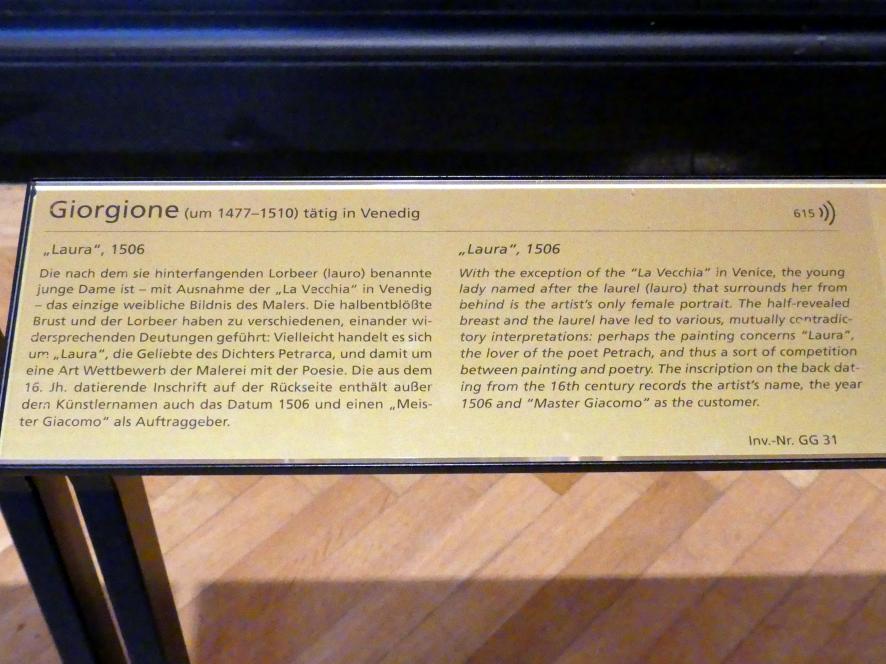 Giorgione (um 1477–1510) tätig in Venedig
615
„Laura“, 1506
Die nach dem sie hinterfangenden Lorbeer (lauro) benannte
junge Dame ist – mit Ausnahme der „La Vecchia“ in Venedig
– das einzige weibliche Bildnis des Malers. Die halbentblößte
Brust und der Lorbeer haben zu verschiedenen, einander wi-
dersprechenden Deutungen geführt: Vielleicht handelt es sich
um „Laura“, die Geliebte des Dichters Petrarca, und damit um
eine Art Wettbewerb der Malerei mit der Poesie. Die aus dem
16. Jh. datierende Inschrift auf der Rückseite enthält außer
dem Künstlernamen auch das Datum 1506 und einen „Meis-
ter Giacomo“ als Auftraggeber.
„Laura“, 1506
With the exception of the “La Vecchia” in Venice, the young
lady named after the laurel (lauro) that surrounds her from
behind is the artist’s only female portrait. The half-revealed
breast and the laurel have led to various, mutually contradic-
tory interpretations: perhaps the painting concerns “Laura”,
the lover of the poet Petrach, and thus a sort of competition
between painting and poetry. The inscription on the back dat-
ing from the 16th century records the artist’s name, the year
1506 and “Master Giacomo” as the customer.
Inv.-Nr. GG 31